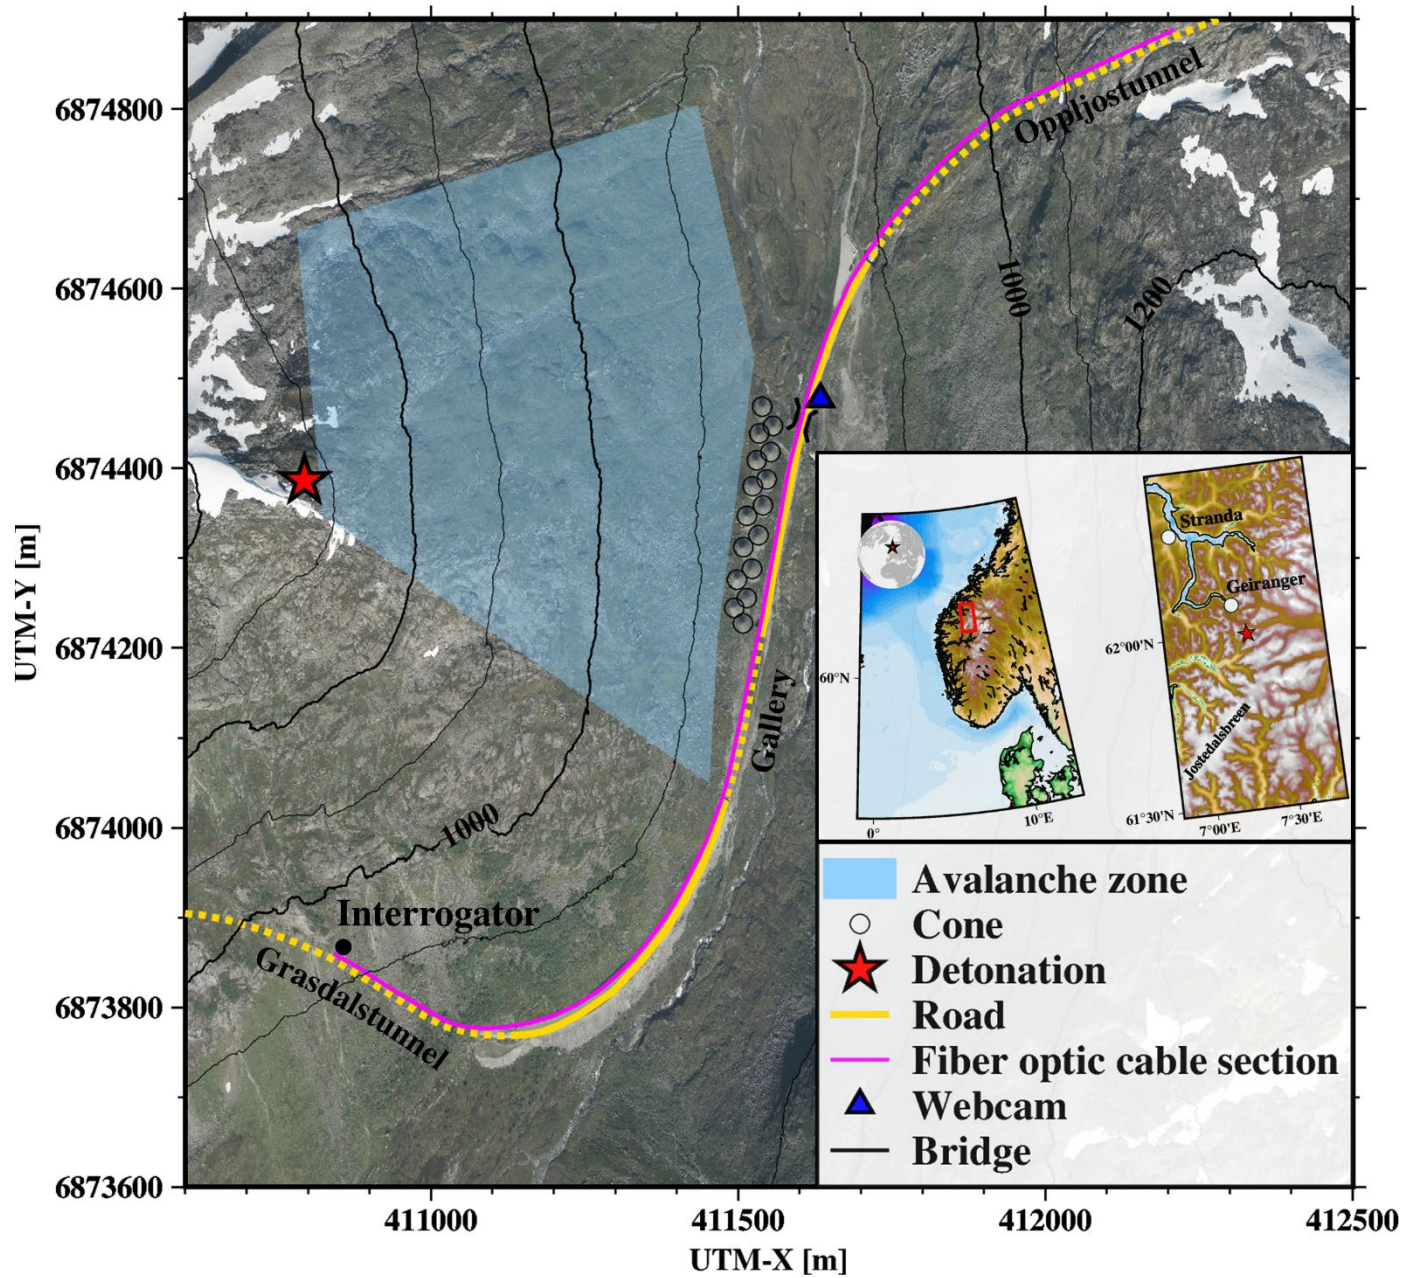 6874800
6874600
6874400
6874200
6874000
6873800
6873600
UTM-Y [m]
411000
411500
412000
412500
UTM-X [m]
Oppljostunnel
1000
1200
Gallery
1000
Interrogator
Grasdalstunnel
60°N
0°
10°E
Stranda
Geiranger
62°00'N
Jostedalsbreen
61°30'N
7°00'E
7°30'E
Avalanche zone
Cone
Detonation
Road
Fiber optic cable section
Webcam
Bridge